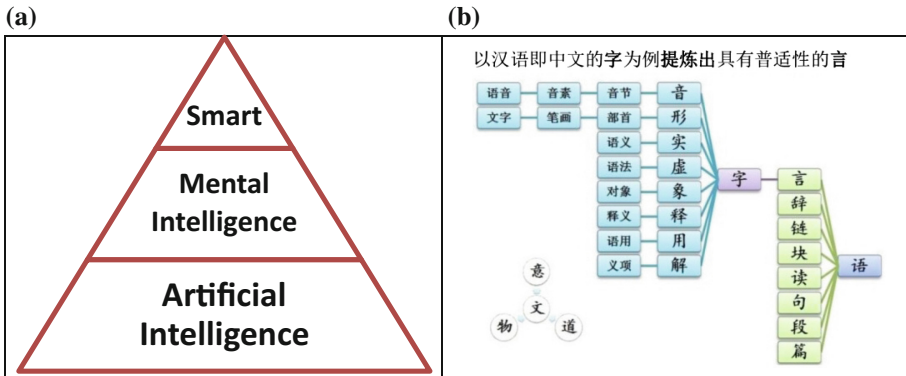 (a)
Smart
Mental
Intelligence
Artificial
Intelligence
(b)
以汉语即中文的字为例提炼出具有普适性的言
语音 音素 音节 音
文字 笔画 部首 形
语义 实
语法 虚
对象 象
释义 释
语用 用
义项 解
字
言
辞
链
块
读
句
段
篇
语
意
文
物
道